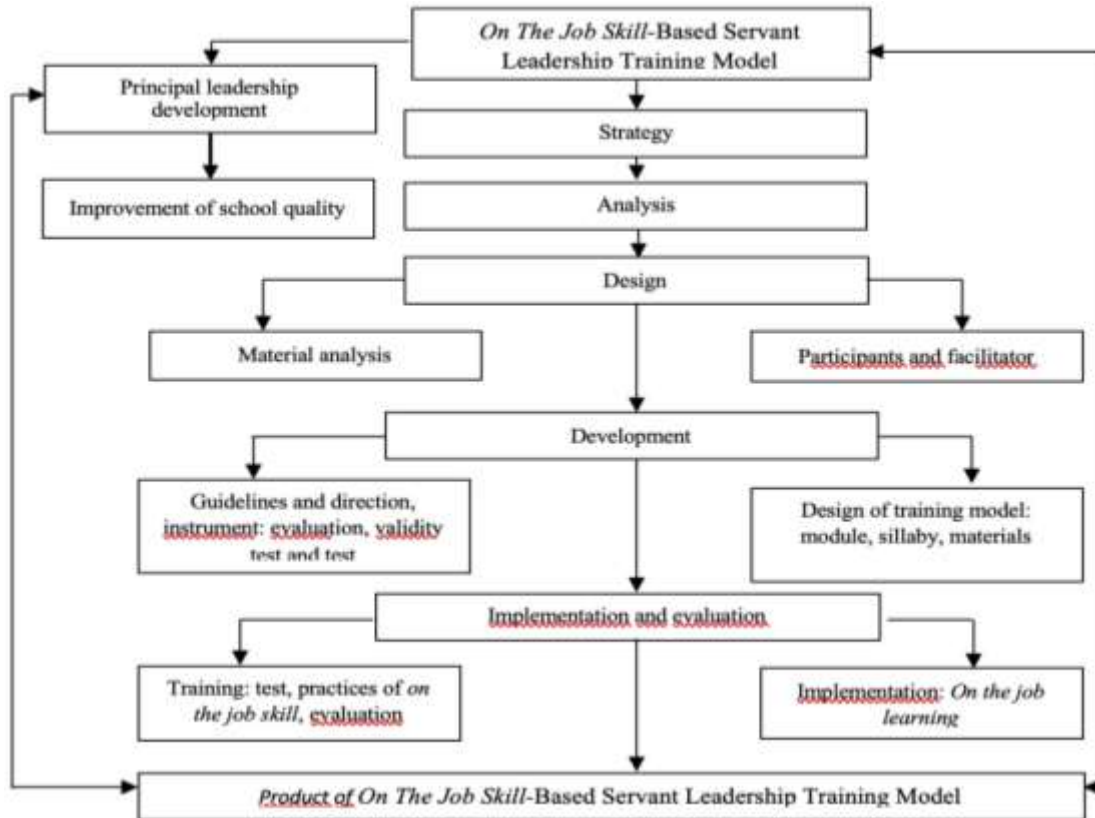 On The Job Skill-Based Servant
Leadership Training Model
Principal leadership
development
Strategy
Improvement of school quality
Analysis
Design
Material analysis
Participants and facilitator
Development
Guidelines and direction,
instrument: evaluation, validity
test and test
Design of training model:
module, sillaby, materials
Implementation and evaluation
Training: test, practices of on
the job skill, evaluation
Implementation: On the job
learning
Product of On The Job Skill-Based Servant Leadership Training Model